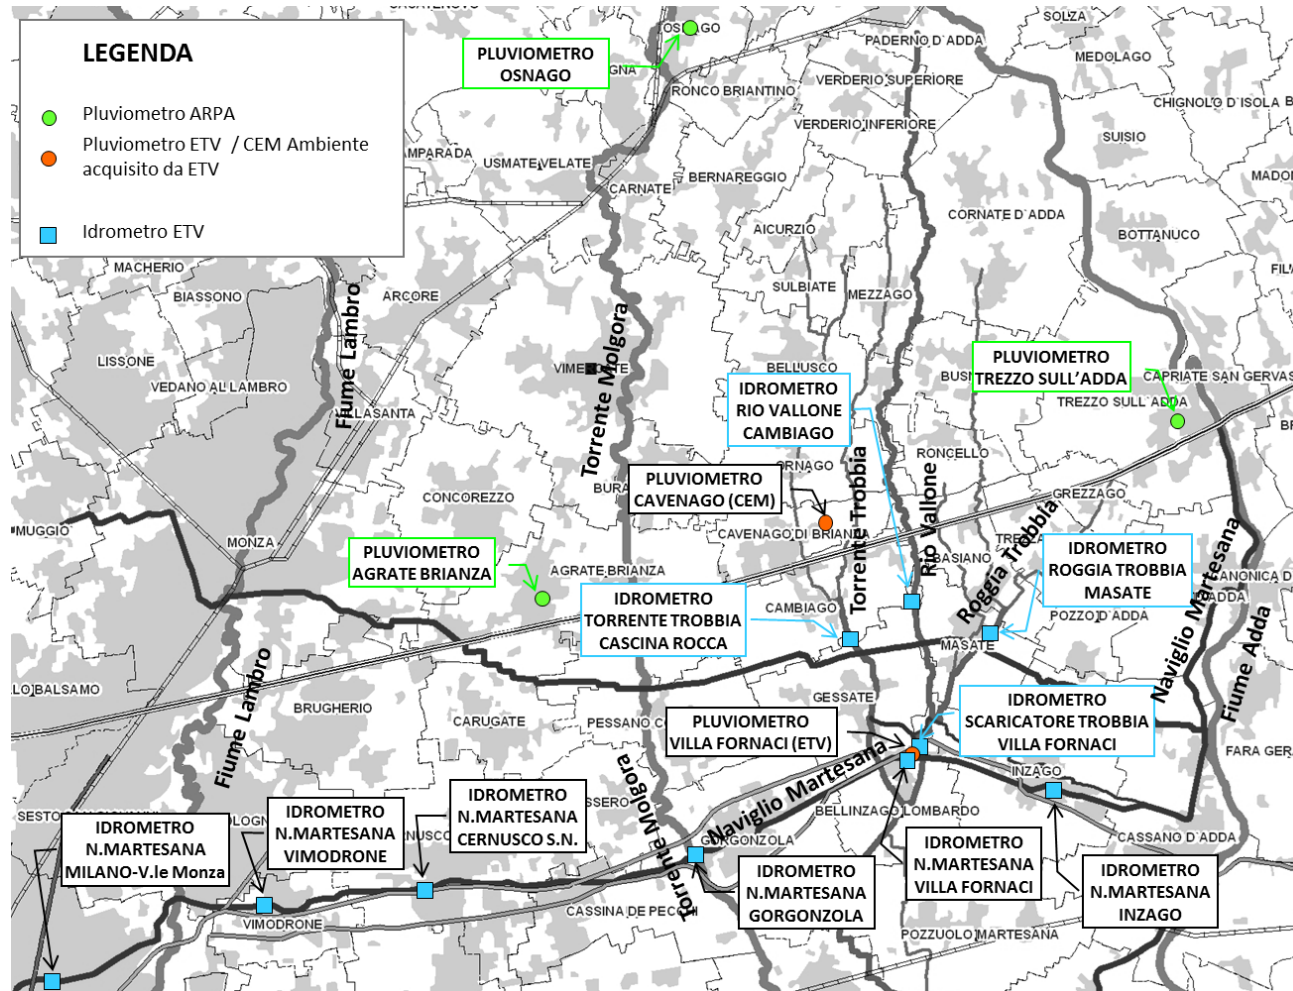 LEGENDA
Pluviometro ARPA
Pluviometro ETV / CEM Ambiente
acquisito da ETV
Idrometro ETV
PLUVIOMETRO
OSNAGO
RONCO BRIANTINO
PADERNO D`ADDA
SOLZA
MEDOLAGO
VERDERIO SUPERIORE
CHIGNOLO D`ISOLA
VERDERIO INFERIORE
SUISIO
USMATE VELATE
BERNAREGGIO
CARNATE
CORNATE D`ADDA
AICURZIO
BOTTANUCO
MACHERIO
BIASSONO
ARCORE
SULBIATE
MEZZAGO
Fiume Lambro
Torrente Molgora
LISSONE
VEDANO AL LAMBRO
BELLUSCO
PLUVIOMETRO
TREZZO SULL'ADDA
CAPRIATE SAN GERVAS
TREZZO SULL`ADDA
IDROMETRO
RIO VALLONE
CAMBIAGO
RONCELLO
PLUVIOMETRO
CAVENAGO (CEM)
CONCOREZZO
GREZZAGO
MUGGIO`
MONZA
CAVENAGO DI BRIANZA
Torrente Trobbia
Rio Vallone
Roggia Trobbia
Naviglio Martesana
Fiume Adda
PLUVIOMETRO
AGRATE BRIANZA
AGRATE BRIANZA
IDROMETRO
ROGGIA TROBBIA
MASATE
IDROMETRO
TORRENTE TROBBIA
CASCINA ROCCA
CAMBIAGO
POZZO D`ADDA
MASATE
Fiume Lambro
BRUGHERIO
CARUGATE
GESSATE
PLUVIOMETRO
VILLA FORNACI (ETV)
IDROMETRO
SCARICATORE TROBBIA
VILLA FORNACI
INZAGO
Torrente Molgora
Naviglio Martesana
BELLINZAGO LOMBARDO
CASSANO D`ADDA
IDROMETRO
N.MARTESANA
MILANO-V.le Monza
IDROMETRO
N.MARTESANA
VIMODRONE
IDROMETRO
N.MARTESANA
CERNUSCO S.N.
GORGONZOLA
IDROMETRO
N.MARTESANA
GORGONZOLA
IDROMETRO
N.MARTESANA
VILLA FORNACI
IDROMETRO
N.MARTESANA
INZAGO
VIMODRONE
POZZUOLO MARTESANA